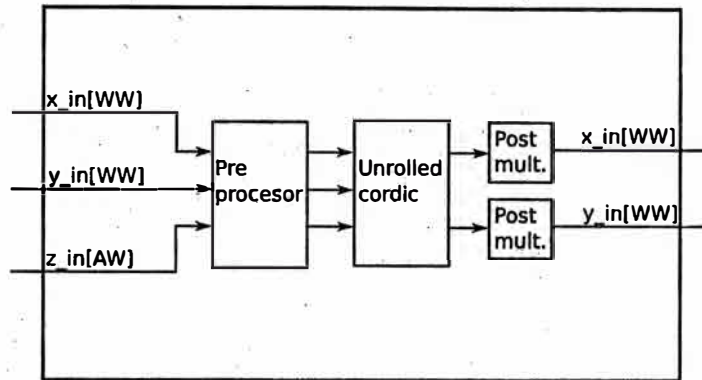 x_in[WW]
y_in[WW]
z_in[AW]
Pre
procesor
Unrolled
cordic
Post
mult.
Post
mult.
x_in[WW]
y_in[WW]